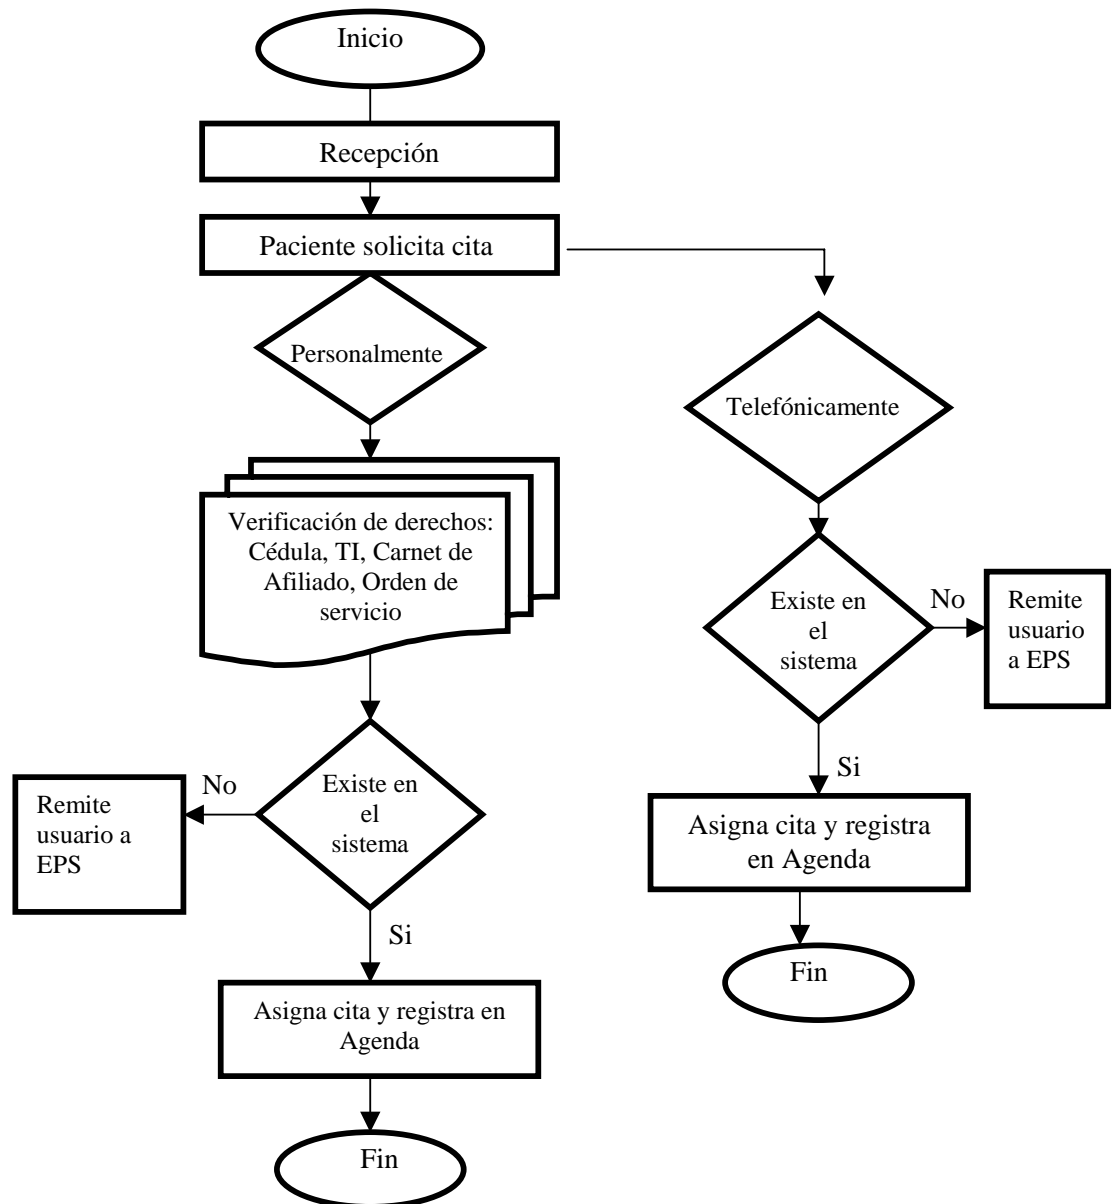 Inicio
Recepción
Paciente solicita cita
Personalmente
Telefónicamente
Verificación de derechos:
Cédula, TI, Carnet de
Afiliado, Orden de
servicio
Existe en
el
sistema
No
Remite
usuario
a EPS
Si
Asigna cita y registra
en Agenda
Fin
Existe en
el
sistema
No
Remite
usuario a
EPS
Si
Asigna cita y registra en
Agenda
Fin